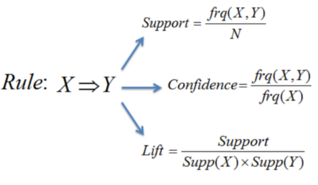 Support = frq(X,Y) / N
Rule: X ⇒ Y
Confidence = frq(X,Y) / frq(X)
Lift = Support / Supp(X)×Supp(Y)